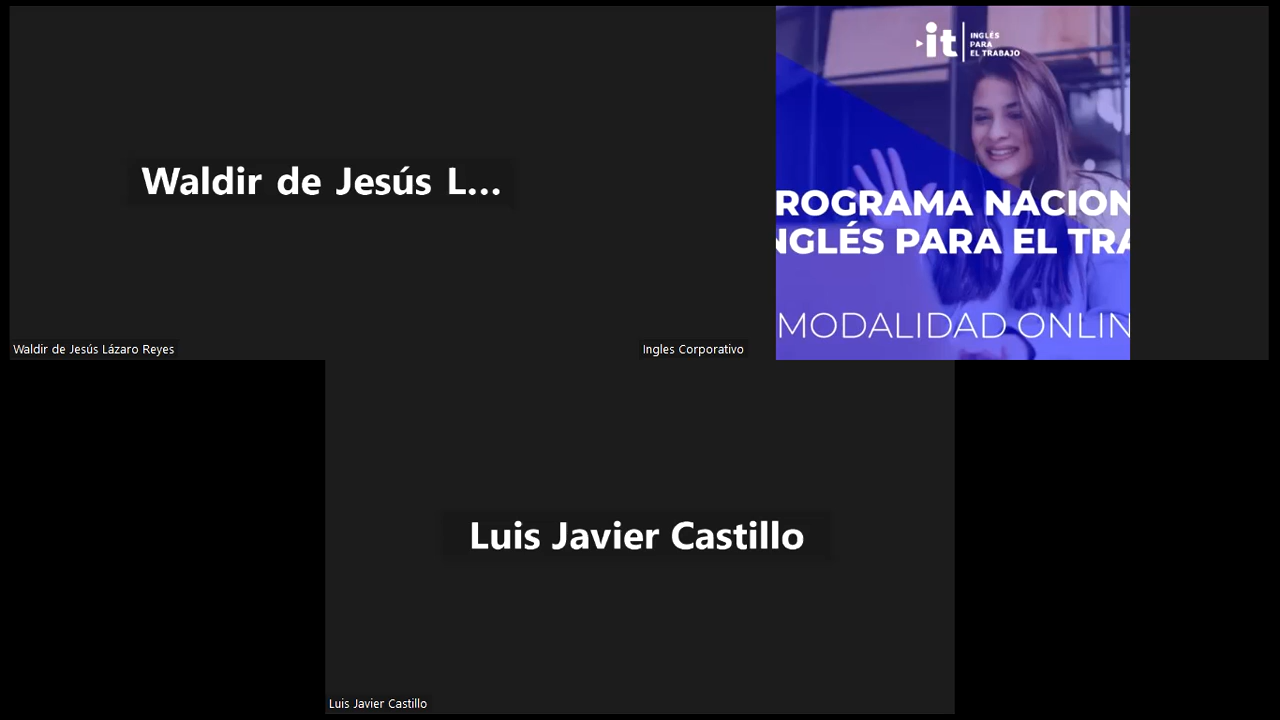 Waldir de Jesús L...
Waldir de Jesús Lázaro Reyes
it INGLÉS
PARA
EL TRABAJO
ROGRAMA NACION
NGLÉS PARA EL TRA
MODALIDAD ONLIN
Ingles Corporativo
Luis Javier Castillo
Luis Javier Castillo